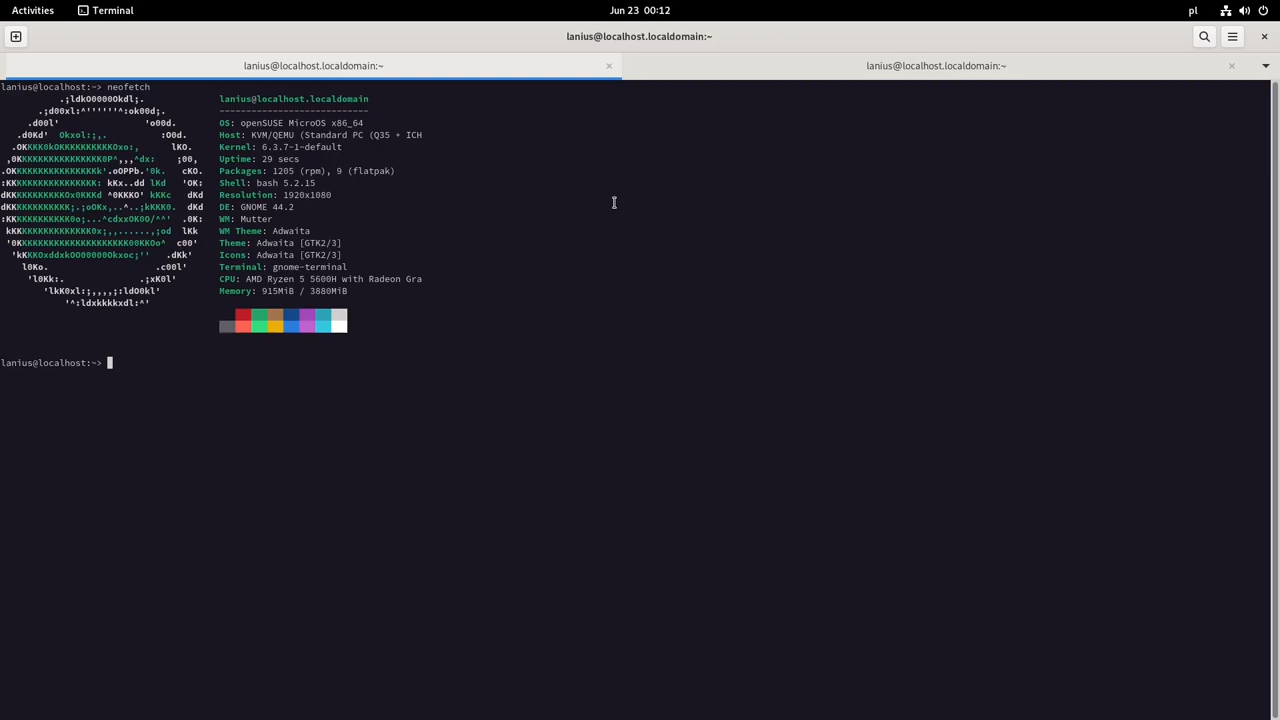 Activities Terminal Jun 23 00:12 pl
lanius@localhost.localdomain:~
lanius@localhost.localdomain:~ lanius@localhost.localdomain:~
lanius@localhost:~> neofetch
lanius@localhost.localdomain
----------------------------
OS: openSUSE MicroOS x86_64
Host: KVM/QEMU (Standard PC (Q35 + ICH
Kernel: 6.3.7-1-default
Uptime: 29 secs
Packages: 1205 (rpm), 9 (flatpak)
Shell: bash 5.2.15
Resolution: 1920x1080
DE: GNOME 44.2
WM: Mutter
WM Theme: Adwaita
Theme: Adwaita [GTK2/3]
Icons: Adwaita [GTK2/3]
Terminal: gnome-terminal
CPU: AMD Ryzen 5 5600H with Radeon Gra
Memory: 915MiB / 3880MiB
lanius@localhost:~>